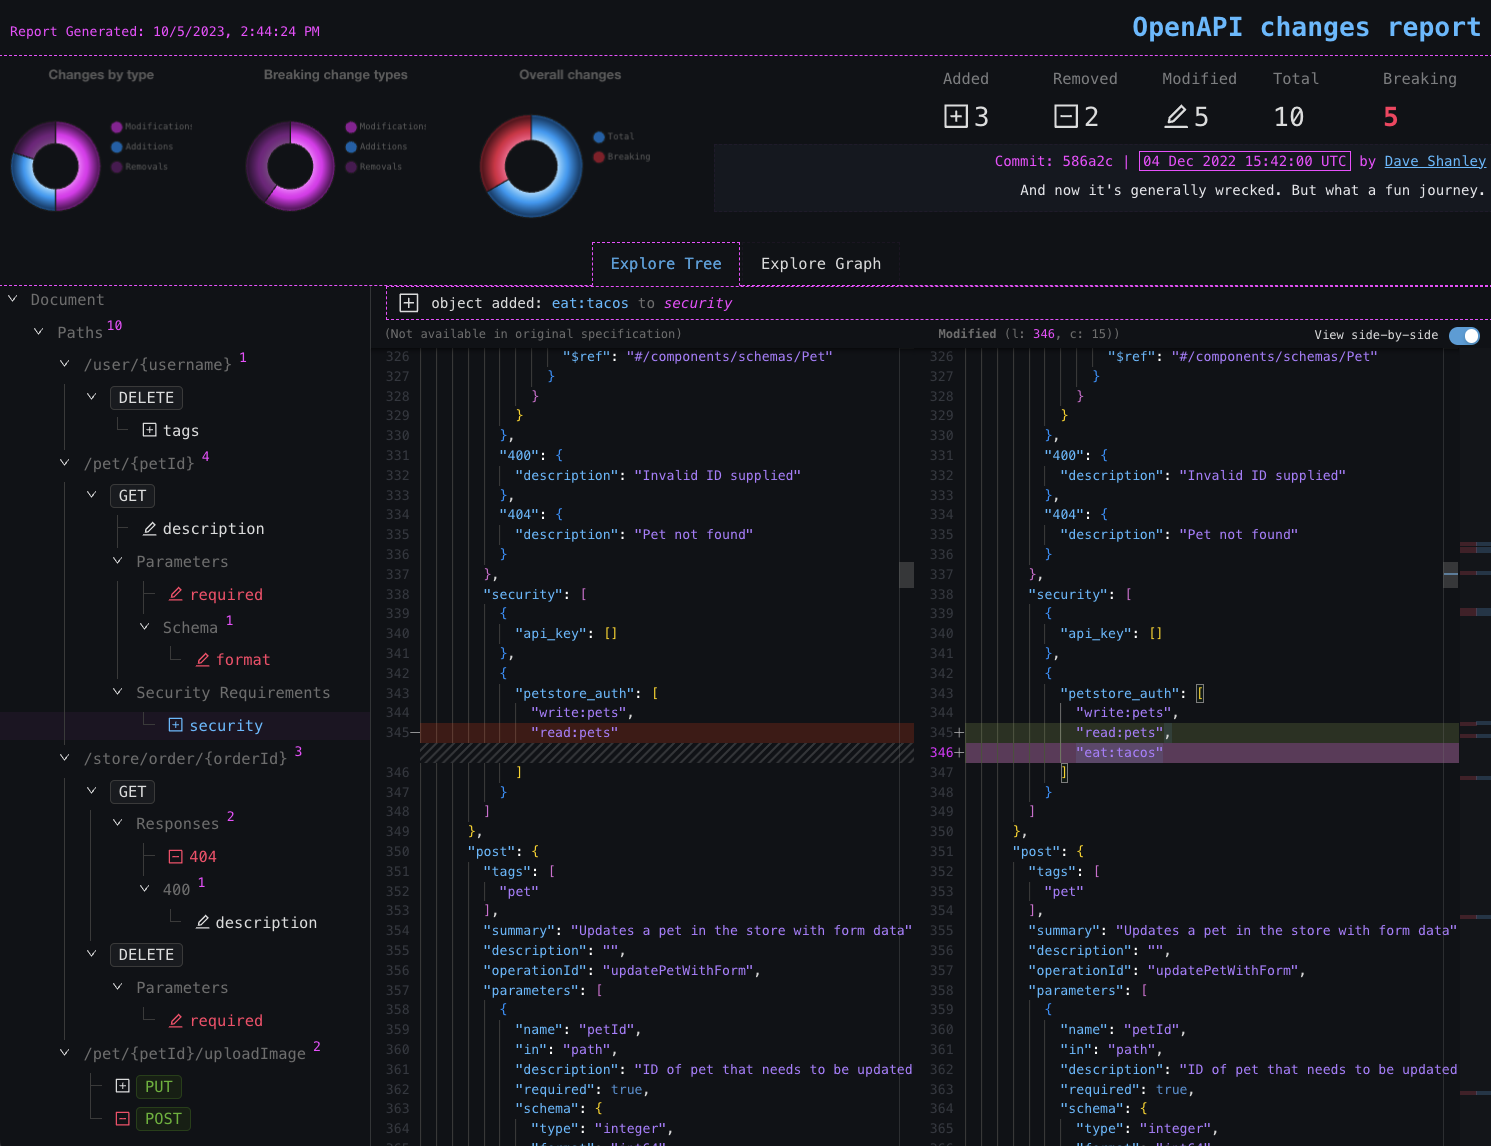 Report Generated: 10/5/2023, 2:44:24 PM
OpenAPI changes report
Changes by type
Modifications
Additions
Removals
Breaking change types
Modifications
Additions
Removals
Overall changes
Total
Breaking
Added
3
Removed
2
Modified
5
Total
10
Breaking
5
Commit: 586a2c | 04 Dec 2022 15:42:00 UTC by Dave Shanley
And now it's generally wrecked. But what a fun journey.
Explore Tree
Explore Graph
Document
Paths 10
/user/{username} 1
DELETE
tags
/pet/{petId} 4
GET
description
Parameters
required
Schema 1
format
Security Requirements
security
/store/order/{orderId} 3
GET
Responses 2
404
400 1
description
DELETE
Parameters
required
/pet/{petId}/uploadImage 2
PUT
POST
object added: eat:tacos to security
(Not available in original specification)
326 "$ref": "#/components/schemas/Pet"
327 }
328 }
329 }
330 },
331 "400": {
332 "description": "Invalid ID supplied"
333 },
334 "404": {
335 "description": "Pet not found"
336 }
337 },
338 "security": [
339 {
340 "api_key": []
341 },
342 {
343 "petstore_auth": [
344 "write:pets",
345— "read:pets"
346 ]
347 }
348 ]
349 },
350 "post": {
351 "tags": [
352 "pet"
353 ],
354 "summary": "Updates a pet in the store with form data"
355 "description": "",
356 "operationId": "updatePetWithForm",
357 "parameters": [
358 {
359 "name": "petId",
360 "in": "path",
361 "description": "ID of pet that needs to be updated
362 "required": true,
363 "schema": {
364 "type": "integer",
365 "format": "int64"
Modified (l: 346, c: 15))
View side-by-side
326 "$ref": "#/components/schemas/Pet"
327 }
328 }
329 }
330 },
331 "400": {
332 "description": "Invalid ID supplied"
333 },
334 "404": {
335 "description": "Pet not found"
336 }
337 },
338 "security": [
339 {
340 "api_key": []
341 },
342 {
343 "petstore_auth": [
344 "write:pets",
345+ "read:pets",
346+ "eat:tacos"
347 ]
348 }
349 ]
350 },
351 "post": {
352 "tags": [
353 "pet"
354 ],
355 "summary": "Updates a pet in the store with form data"
356 "description": "",
357 "operationId": "updatePetWithForm",
358 "parameters": [
359 {
360 "name": "petId",
361 "in": "path",
362 "description": "ID of pet that needs to be updated
363 "required": true,
364 "schema": {
365 "type": "integer",
366 "format": "int64"